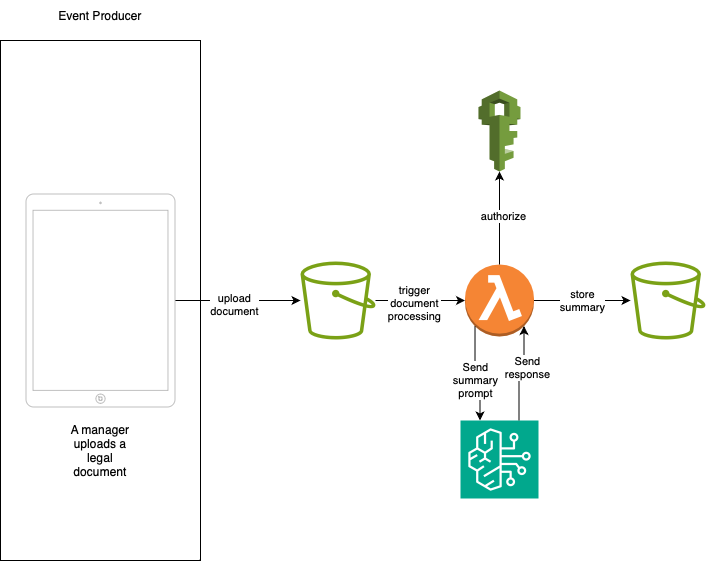 Event Producer
authorize
upload
document
trigger
document
processing
store
summary
Send
summary
prompt
Send
response
A manager
uploads a
legal
document